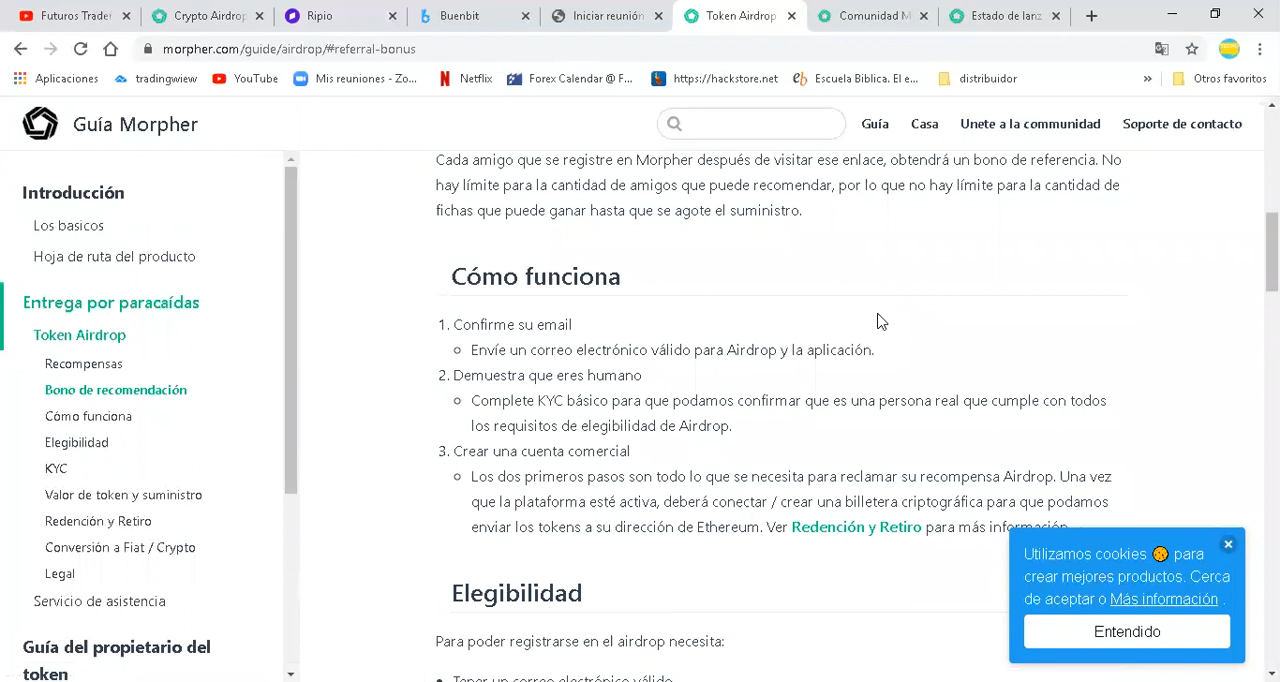 Futuros Trader
Crypto Airdrop
Ripio
Buenbit
Iniciar reunión
Token Airdrop
Comunidad M
Estado de lanz
morpher.com/guide/airdrop/#referral-bonus
Aplicaciones
tradingwiew
YouTube
Mis reuniones - Zo...
Netflix
Forex Calendar @ F...
Escuela Biblica. El e...
distribuidor
»
Otros favoritos
Guía Morpher
Guía
Casa
Unete a la comunidad
Soporte de contacto
Introducción
Los basicos
Hoja de ruta del producto
Entrega por paracaídas
Token Airdrop
Recompensas
Bono de recomendación
Cómo funciona
Elegibilidad
KYC
Valor de token y suministro
Redención y Retiro
Conversión a Fiat / Crypto
Legal
Servicio de asistencia
Guía del propietario del
token
Cada amigo que se registre en Morpher después de visitar ese enlace, obtendrá un bono de referencia. No
hay límite para la cantidad de amigos que puede recomendar, por lo que no hay límite para la cantidad de
fichas que puede ganar hasta que se agote el suministro.
Cómo funciona
1. Confirme su email
Envíe un correo electrónico válido para Airdrop y la aplicación.
2. Demuestra que eres humano
Complete KYC básico para que podamos confirmar que es una persona real que cumple con todos
los requisitos de elegibilidad de Airdrop.
3. Crear una cuenta comercial
Los dos primeros pasos son todo lo que se necesita para reclamar su recompensa Airdrop. Una vez
que la plataforma esté activa, deberá conectar / crear una billetera criptográfica para que podamos
enviar los tokens a su dirección de Ethereum. Ver Redención y Retiro para más información.
Elegibilidad
Para poder registrarse en el airdrop necesita:
Tener un correo electrónico válido
Utilizamos cookies 🍪 para
crear mejores productos. Cerca
de aceptar o Más información .
Entendido